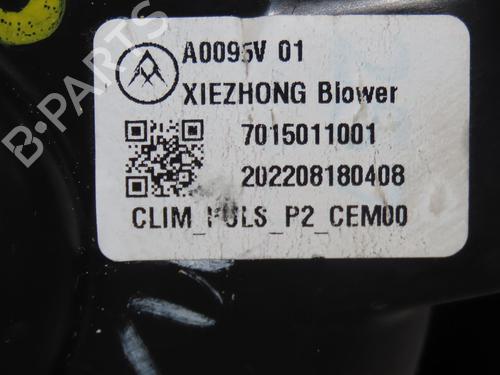 A0095V 01
XIEZHONG Blower
7015011001
202208180408
CLIM_PULS_P2_CEM00
B-PARTS